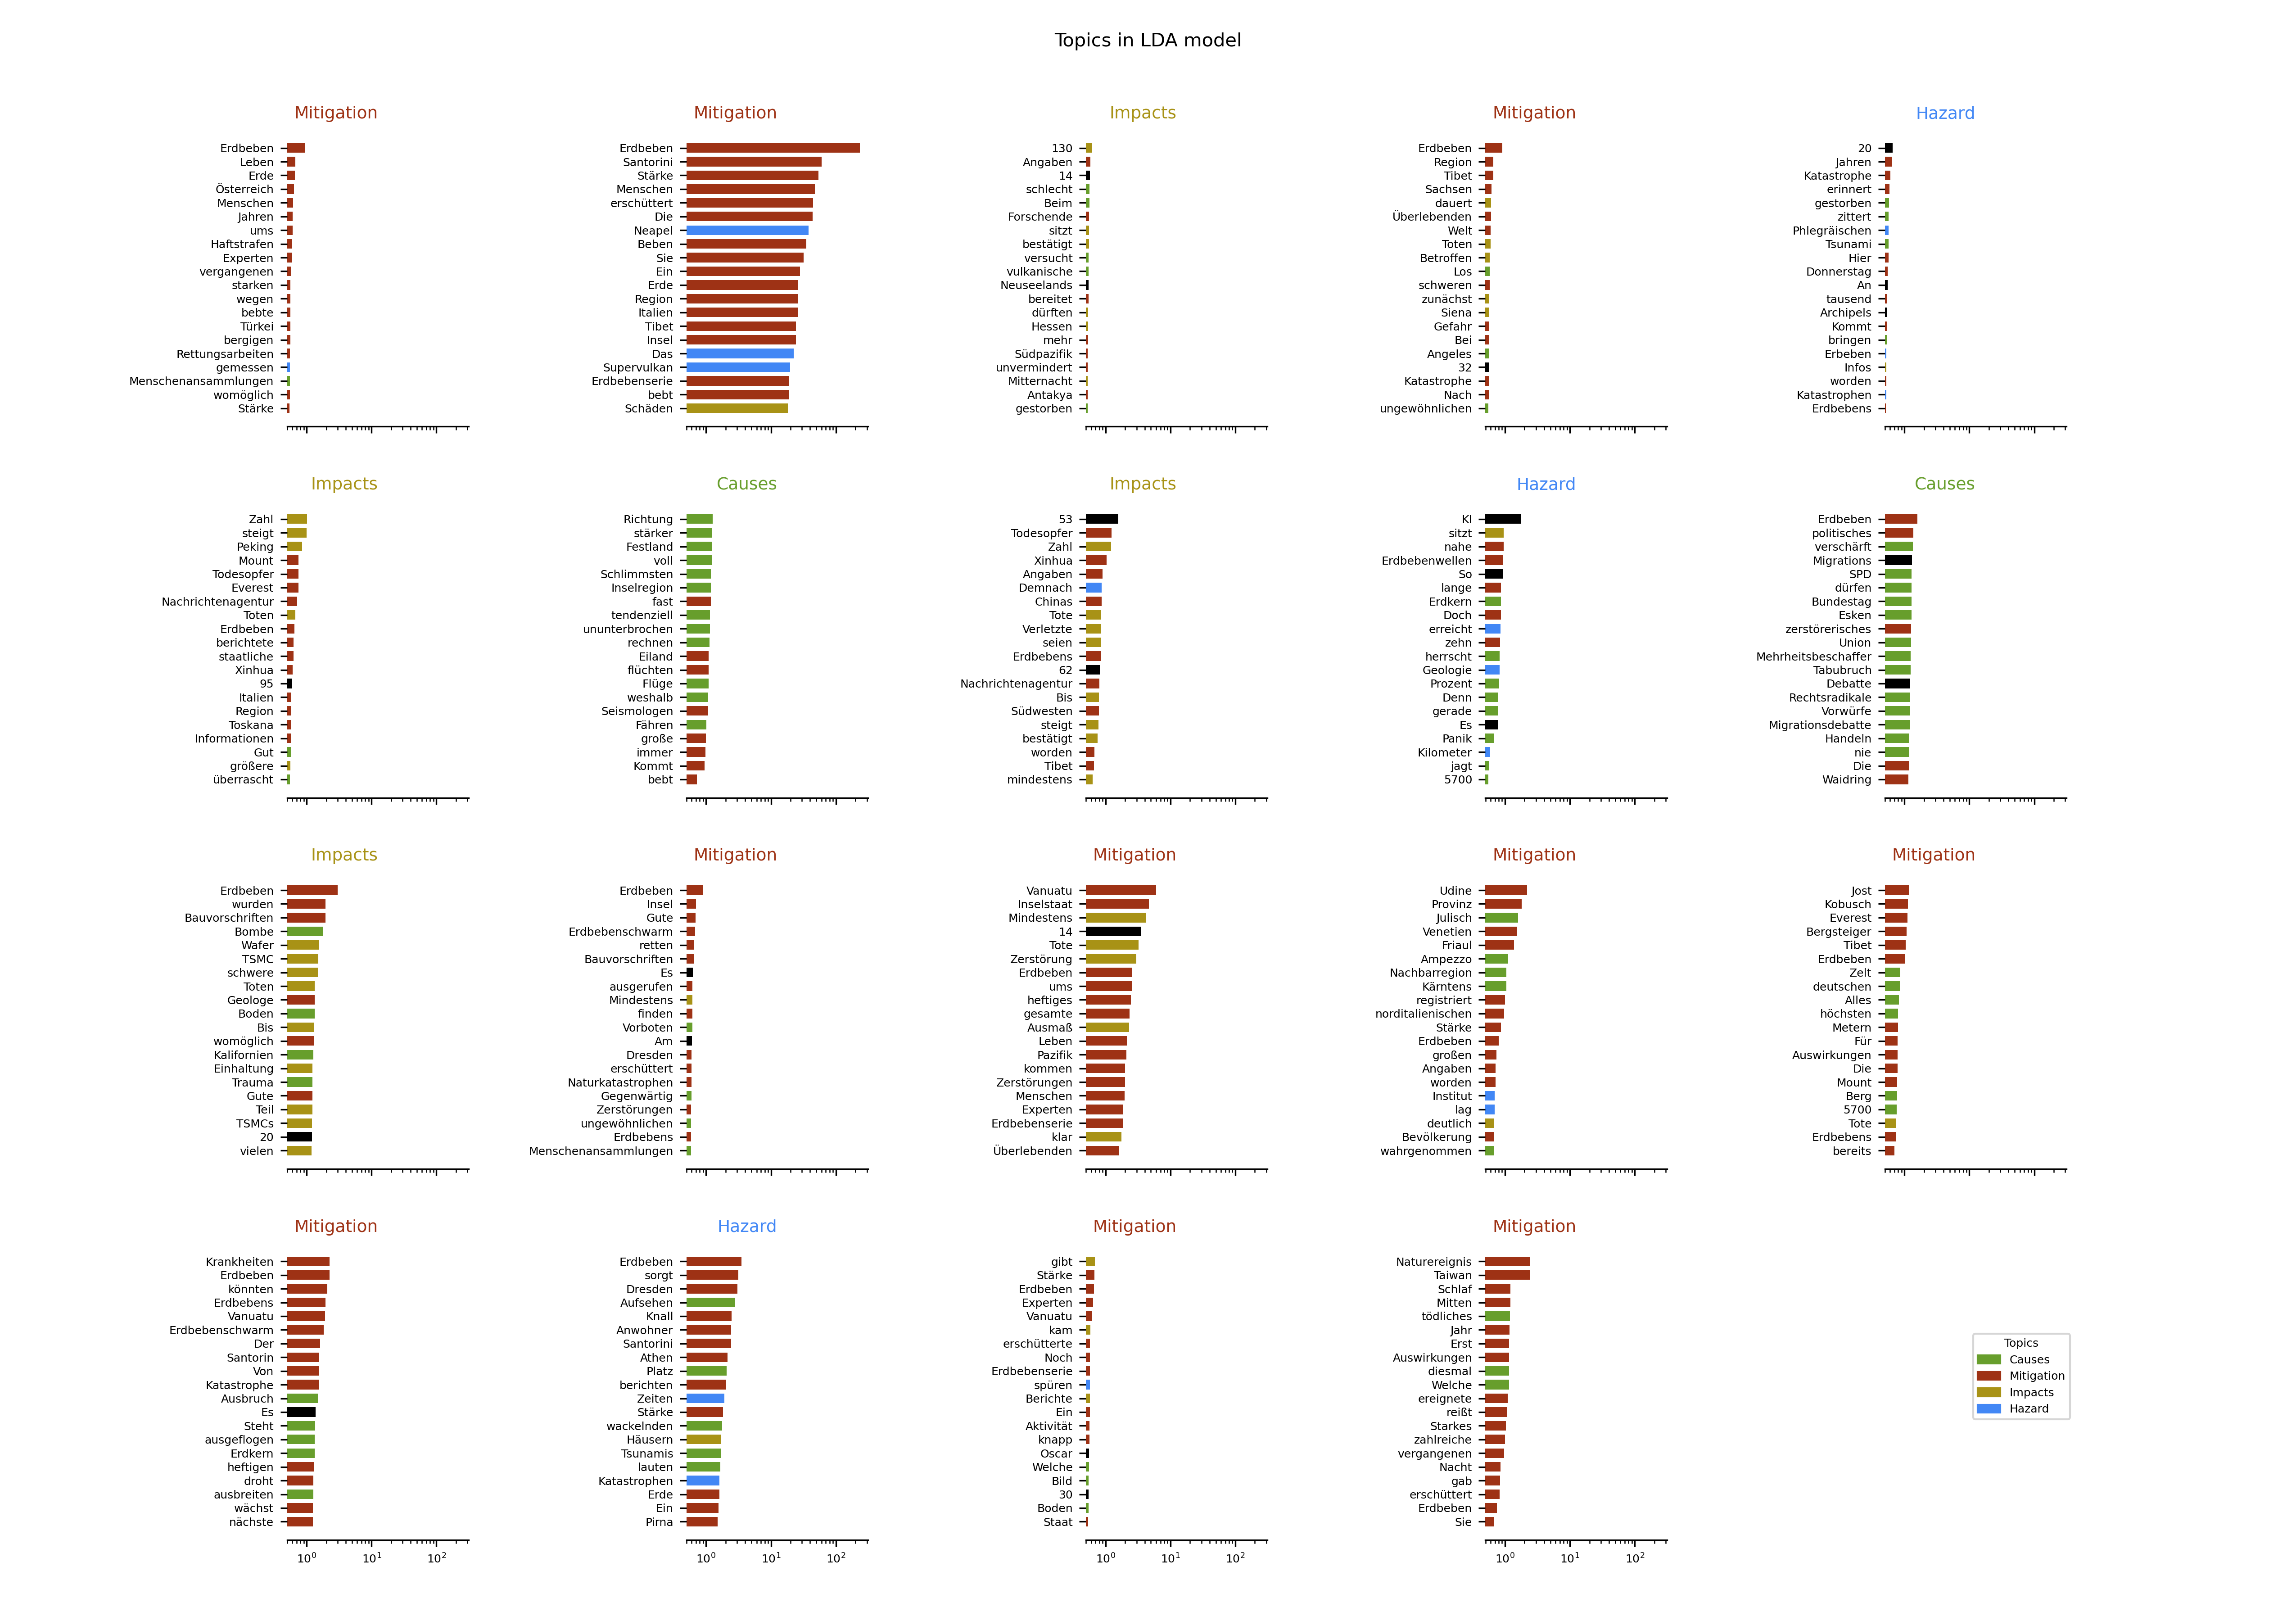 Topics in LDA model
Mitigation
Erdbeben
Leben
Erde
Österreich
Menschen
Jahren
ums
Haftstrafen
Experten
vergangenen
starken
wegen
bebte
Türkei
bergigen
Rettungsarbeiten
gemessen
Menschenansammlungen
womöglich
Stärke
Mitigation
Erdbeben
Santorini
Stärke
Menschen
erschüttert
Die
Neapel
Beben
Sie
Ein
Erde
Region
Italien
Tibet
Insel
Das
Supervulkan
Erdbebenserie
bebt
Schäden
Impacts
130
Angaben
14
schlecht
Beim
Forschende
sitzt
bestätigt
versucht
vulkanische
Neuseelands
bereitet
dürften
Hessen
mehr
Südpazifik
unvermindert
Mitternacht
Antakya
gestorben
Mitigation
Erdbeben
Region
Tibet
Sachsen
dauert
Überlebenden
Welt
Toten
Betroffen
Los
schweren
zunächst
Siena
Gefahr
Bei
Angeles
32
Katastrophe
Nach
ungewöhnlichen
Hazard
20
Jahren
Katastrophe
erinnert
gestorben
zittert
Phlegräischen
Tsunami
Hier
Donnerstag
An
tausend
Archipels
Kommt
bringen
Erbeben
Infos
worden
Katastrophen
Erdbebens
Impacts
Zahl
steigt
Peking
Mount
Todesopfer
Everest
Nachrichtenagentur
Toten
Erdbeben
berichtete
staatliche
Xinhua
95
Italien
Region
Toskana
Informationen
Gut
größere
überrascht
Causes
Richtung
stärker
Festland
voll
Schlimmsten
Inselregion
fast
tendenziell
ununterbrochen
rechnen
Eiland
flüchten
Flüge
weshalb
Seismologen
Fähren
große
immer
Kommt
bebt
Impacts
53
Todesopfer
Zahl
Xinhua
Angaben
Demnach
Chinas
Tote
Verletzte
seien
Erdbebens
62
Nachrichtenagentur
Bis
Südwesten
steigt
bestätigt
worden
Tibet
mindestens
Hazard
KI
sitzt
nahe
Erdbebenwellen
So
lange
Erdkern
Doch
erreicht
zehn
herrscht
Geologie
Prozent
Denn
gerade
Es
Panik
Kilometer
jagt
5700
Causes
Erdbeben
politisches
verschärft
Migrations
SPD
dürfen
Bundestag
Esken
zerstörerisches
Union
Mehrheitsbeschaffer
Tabubruch
Debatte
Rechtsradikale
Vorwürfe
Migrationsdebatte
Handeln
nie
Die
Waidring
Impacts
Erdbeben
wurden
Bauvorschriften
Bombe
Wafer
TSMC
schwere
Toten
Geologe
Boden
Bis
womöglich
Kalifornien
Einhaltung
Trauma
Gute
Teil
TSMCs
20
vielen
Mitigation
Erdbeben
Insel
Gute
Erdbebenschwarm
retten
Bauvorschriften
Es
ausgerufen
Mindestens
finden
Vorboten
Am
Dresden
erschüttert
Naturkatastrophen
Gegenwärtig
Zerstörungen
ungewöhnlichen
Erdbebens
Menschenansammlungen
Mitigation
Vanuatu
Inselstaat
Mindestens
14
Tote
Zerstörung
Erdbeben
ums
heftiges
gesamte
Ausmaß
Leben
Pazifik
kommen
Zerstörungen
Menschen
Experten
Erdbebenserie
klar
Überlebenden
Mitigation
Udine
Provinz
Julisch
Venetien
Friaul
Ampezzo
Nachbarregion
Kärntens
registriert
norditalienischen
Stärke
Erdbeben
großen
Angaben
worden
Institut
lag
deutlich
Bevölkerung
wahrgenommen
Mitigation
Jost
Kobusch
Everest
Bergsteiger
Tibet
Erdbeben
Zelt
deutschen
Alles
höchsten
Metern
Für
Auswirkungen
Die
Mount
Berg
5700
Tote
Erdbebens
bereits
Mitigation
Krankheiten
Erdbeben
könnten
Erdbebens
Vanuatu
Erdbebenschwarm
Der
Santorin
Von
Katastrophe
Ausbruch
Es
Steht
ausgeflogen
Erdkern
heftigen
droht
ausbreiten
wächst
nächste
10⁰ 10¹ 10²
Hazard
Erdbeben
sorgt
Dresden
Aufsehen
Knall
Anwohner
Santorini
Athen
Platz
berichten
Zeiten
Stärke
wackelnden
Häusern
Tsunamis
lauten
Katastrophen
Erde
Ein
Pirna
10⁰ 10¹ 10²
Mitigation
gibt
Stärke
Erdbeben
Experten
Vanuatu
kam
erschütterte
Noch
Erdbebenserie
spüren
Berichte
Ein
Aktivität
knapp
Oscar
Welche
Bild
30
Boden
Staat
10⁰ 10¹ 10²
Mitigation
Naturereignis
Taiwan
Schlaf
Mitten
tödliches
Jahr
Erst
Auswirkungen
diesmal
Welche
ereignete
reißt
Starkes
zahlreiche
vergangenen
Nacht
gab
erschüttert
Erdbeben
Sie
10⁰ 10¹ 10²
Topics
Causes
Mitigation
Impacts
Hazard